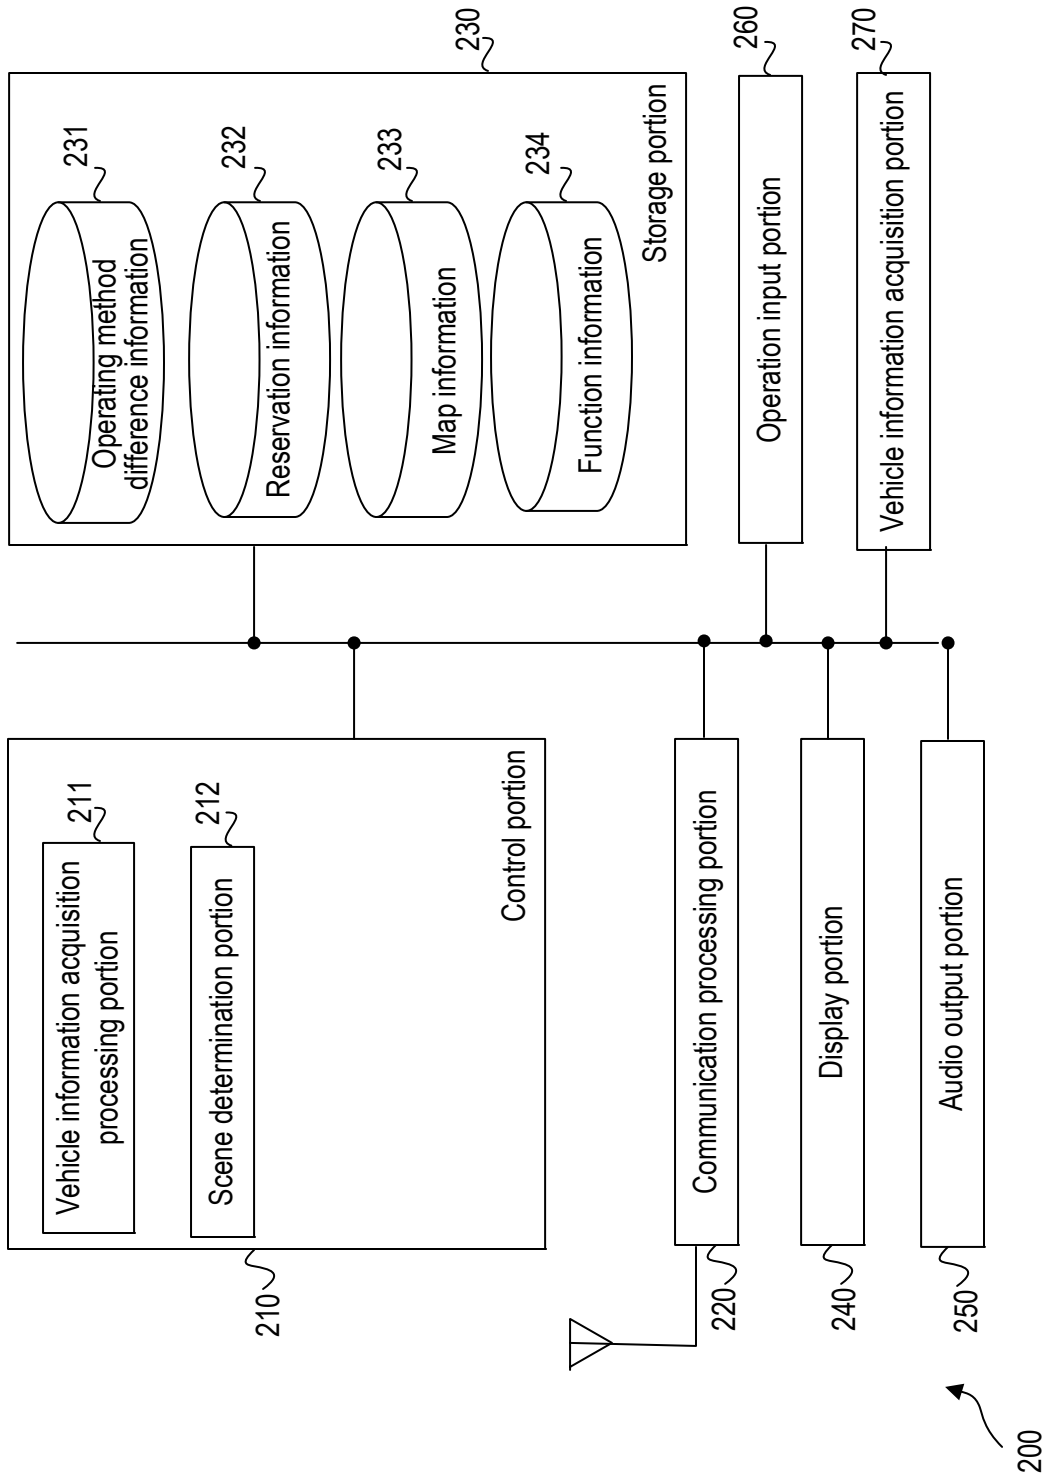 200
210
Vehicle information acquisition
processing portion
211
Scene determination portion
212
Control portion
220
Communication processing portion
240
Display portion
250
Audio output portion
230
Operating method
difference information
231
Reservation information
232
Map information
233
Function information
234
Storage portion
Operation input portion
260
Vehicle information acquisition portion
270